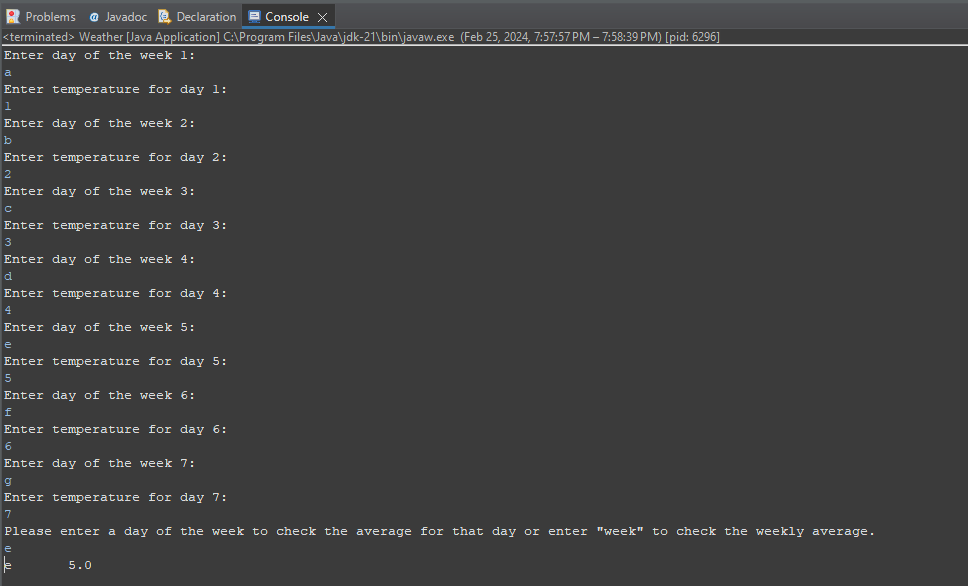 Problems Javadoc Declaration Console
<terminated> Weather [Java Application] C:\Program Files\Java\jdk-21\bin\javaw.exe (Feb 25, 2024, 7:57:57 PM – 7:58:39 PM) [pid: 6296]
Enter day of the week 1:
a
Enter temperature for day 1:
1
Enter day of the week 2:
b
Enter temperature for day 2:
2
Enter day of the week 3:
c
Enter temperature for day 3:
3
Enter day of the week 4:
d
Enter temperature for day 4:
4
Enter day of the week 5:
e
Enter temperature for day 5:
5
Enter day of the week 6:
f
Enter temperature for day 6:
6
Enter day of the week 7:
g
Enter temperature for day 7:
7
Please enter a day of the week to check the average for that day or enter "week" to check the weekly average.
e
e 5.0